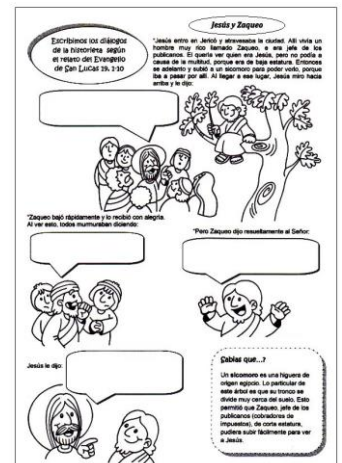 Jesús y Zaqueo
Escribimos los diálogos
de la historieta según
el relato del Evangelio
de San Lucas 19, 1-10
"Jesús entro en Jericó y atravesaba la ciudad. Allí vivía un
hombre muy rico llamado Zaqueo, e era jefe de los
publicanos. El quería ver quien era Jesús, pero no podía a
causa de la multitud, porque era de baja estatura. Entonces
se adelanto y subió a un sicomoro para poder verlo, porque
iba a pasar por allí. Al llegar a ese lugar, Jesús miro hacia
arriba y le dijo:
"Zaqueo bajó rápidamente y lo recibió con alegría.
Al ver esto, todos murmuraban diciendo:
"Pero Zaqueo dijo resueltamente al Señor:
Jesús le dijo:
Sabías que...?
Un sicomoro es una higuera de
origen egipcio. Lo particular de
este árbol es que su tronco se
divide muy cerca del suelo. Esto
permitió que Zaqueo, jefe de los
publicanos (cobradores de
impuestos), de corta estatura,
pudiera subir fácilmente para ver
a Jesús.